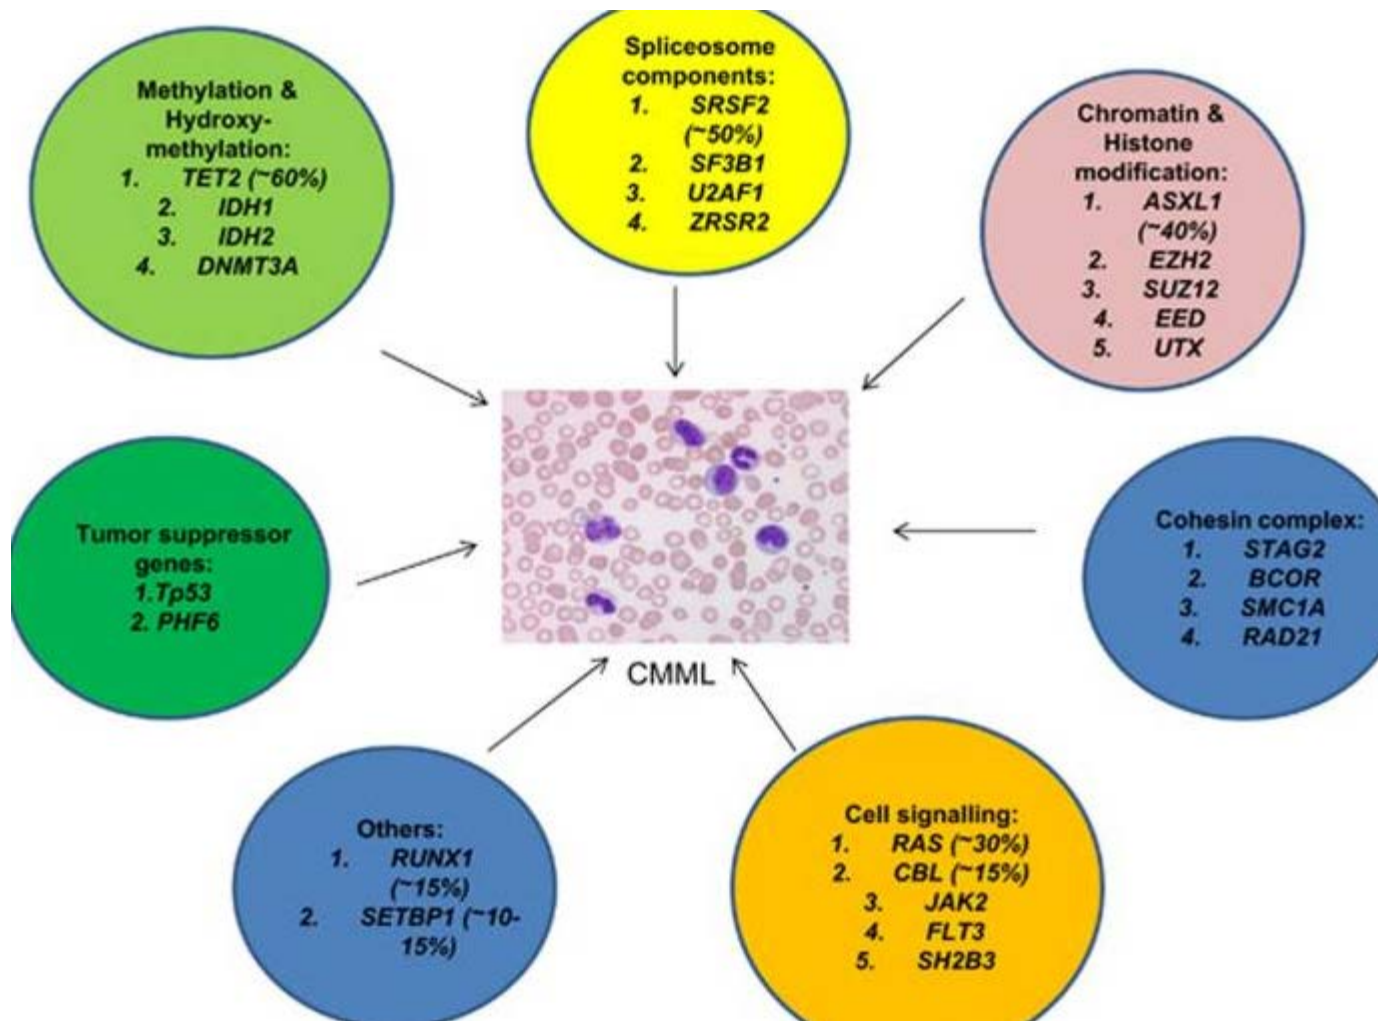 Methylation &
Hydroxy-
methylation:
1. TET2 (~60%)
2. IDH1
3. IDH2
4. DNMT3A
Spliceosome
components:
1. SRSF2
(~50%)
2. SF3B1
3. U2AF1
4. ZRSR2
Chromatin &
Histone
modification:
1. ASXL1
(~40%)
2. EZH2
3. SUZ12
4. EED
5. UTX
Tumor suppressor
genes:
1.Tp53
2. PHF6
Cohesin complex:
1. STAG2
2. BCOR
3. SMC1A
4. RAD21
CMML
Others:
1. RUNX1
(~15%)
2. SETBP1 (~10-
15%)
Cell signalling:
1. RAS (~30%)
2. CBL (~15%)
3. JAK2
4. FLT3
5. SH2B3